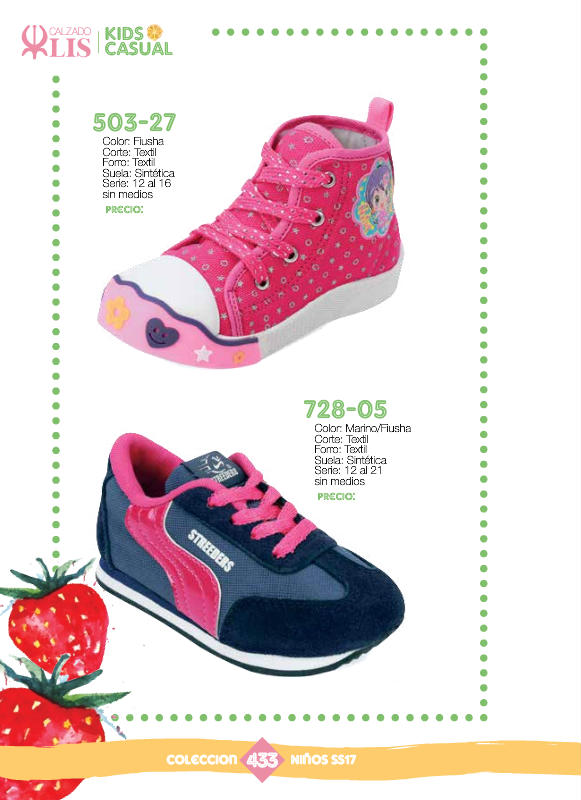 CALZADO
LIS
KIDS
CASUAL
503-27
Color: Fiusha
Corte: Textil
Forro: Textil
Suela: Sintética
Serie: 12 al 16
sin medios
PRECIO:
728-05
Color: Marino/Fiusha
Corte: Textil
Forro: Textil
Suela: Sintética
Serie: 12 al 21
sin medios
PRECIO:
STREEDERS
STREEDERS
COLECCION 433 NIÑOS SS17